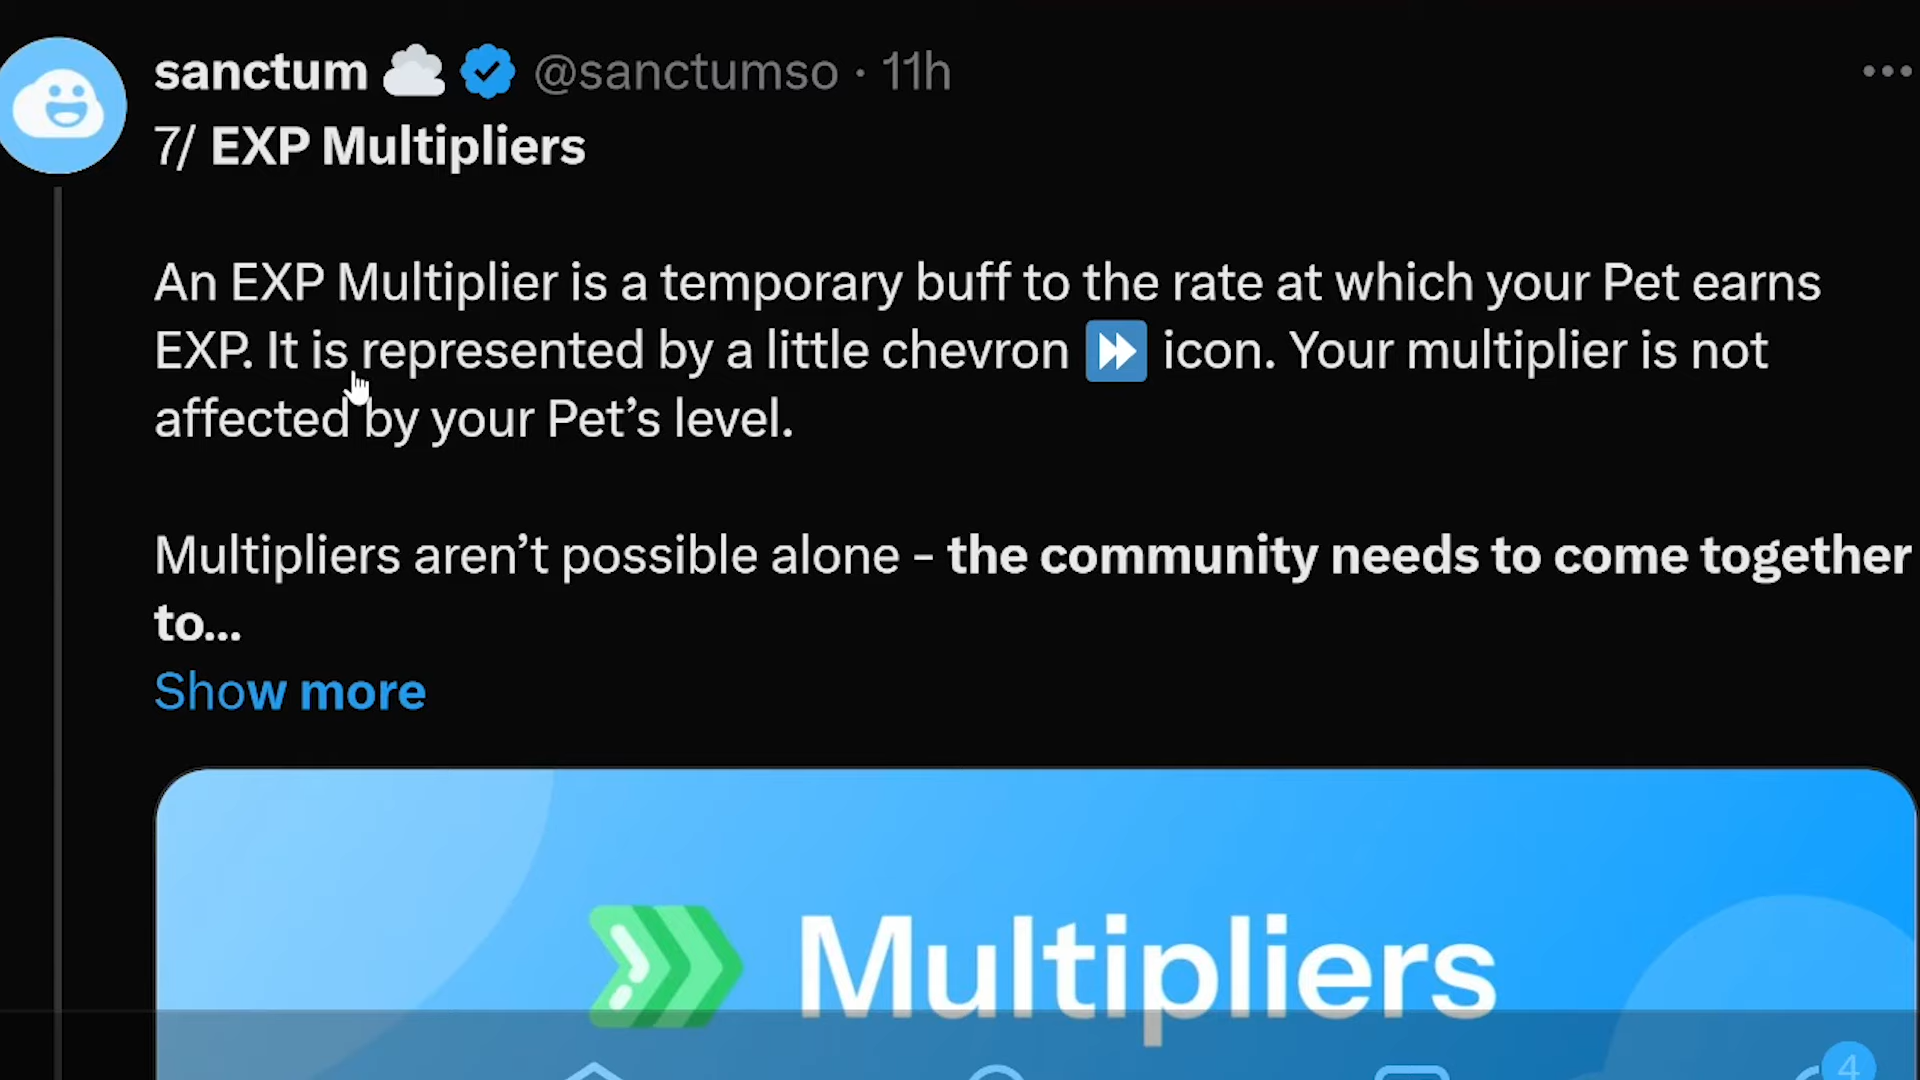 sanctum @sanctumso · 11h
7/ EXP Multipliers
An EXP Multiplier is a temporary buff to the rate at which your Pet earns
EXP. It is represented by a little chevron ⏩ icon. Your multiplier is not
affected by your Pet’s level.
Multipliers aren’t possible alone – the community needs to come together
to...
Show more
Multipliers
4